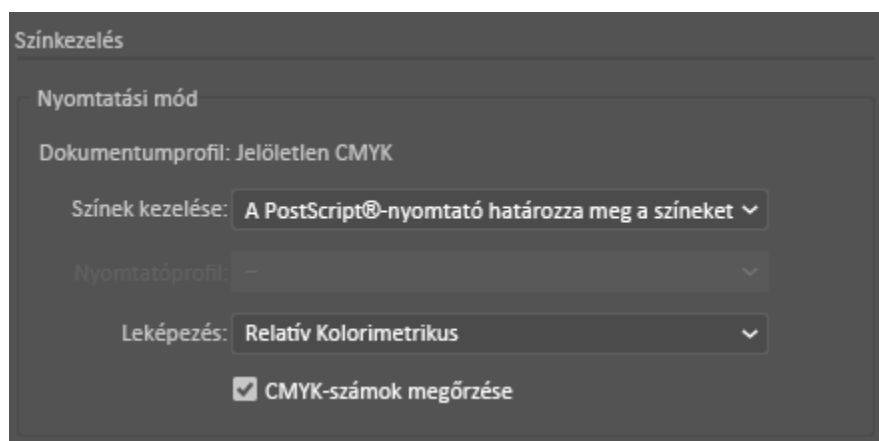 Színkezelés
Nyomtatási mód
Dokumentumprofil: Jelöletlen CMYK
Színek kezelése: A PostScript®-nyomtató határozza meg a színeket
Nyomtatóprofil: –
Leképezés: Relatív Kolorimetrikus
CMYK-számok megőrzése